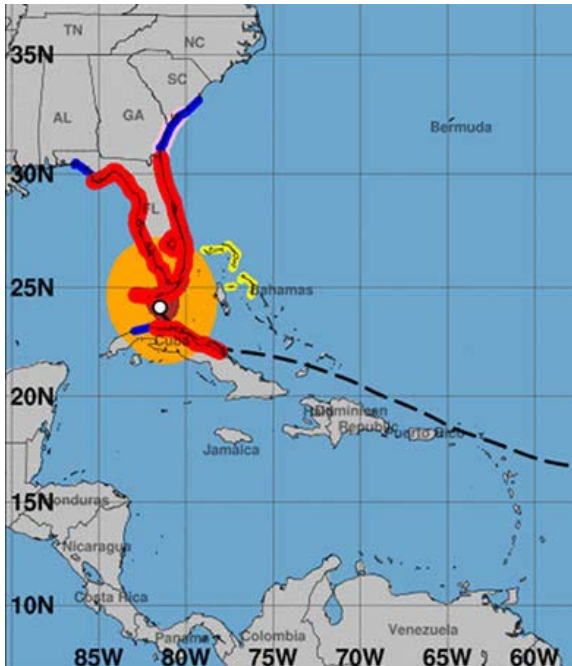 TN
NC
35N
SC
AL
GA
Bermuda
30N
FL
25N
Bahamas
Cuba
20N
Haiti
Dominican
Republic
Puerto Rico
Jamaica
15N
Honduras
Nicaragua
Costa Rica
10N
Panama
Colombia
Venezuela
85W
80W
75W
70W
65W
60W